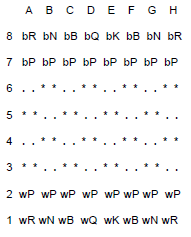 A B C D E F G H
8 bR bN bB bQ bK bB bN bR
7 bP bP bP bP bP bP bP bP
6 . . * * . . * * . . * * . . * *
5 * * . . * * . . * * . . * * . .
4 . . * * . . * * . . * * . . * *
3 * * . . * * . . * * . . * * . .
2 wP wP wP wP wP wP wP wP
1 wR wN wB wQ wK wB wN wR